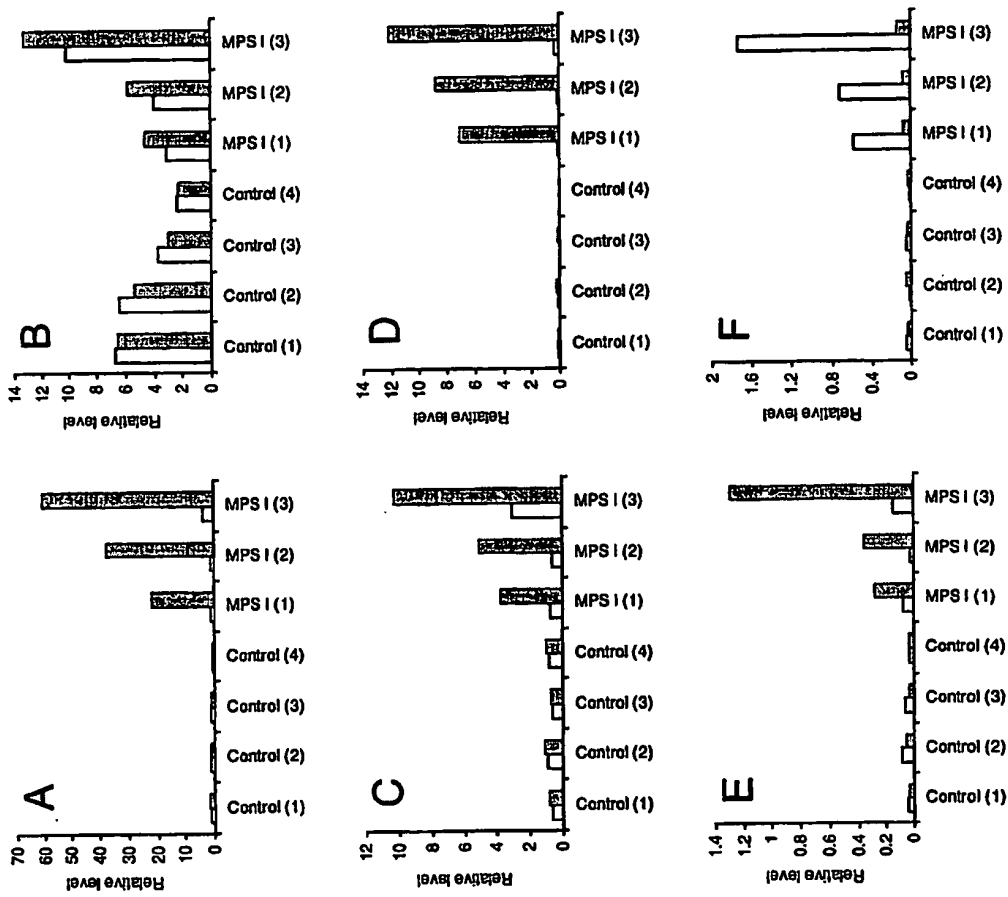 A
Relative level
70
60
50
40
30
20
10
0
Control (1)
Control (2)
Control (3)
Control (4)
MPS I (1)
MPS I (2)
MPS I (3)
B
Relative level
14
12
10
8
6
4
2
0
Control (1)
Control (2)
Control (3)
Control (4)
MPS I (1)
MPS I (2)
MPS I (3)
C
Relative level
12
10
8
6
4
2
0
Control (1)
Control (2)
Control (3)
Control (4)
MPS I (1)
MPS I (2)
MPS I (3)
D
Relative level
14
12
10
8
6
4
2
0
Control (1)
Control (2)
Control (3)
Control (4)
MPS I (1)
MPS I (2)
MPS I (3)
E
Relative level
1.4
1.2
1
0.8
0.6
0.4
0.2
0
Control (1)
Control (2)
Control (3)
Control (4)
MPS I (1)
MPS I (2)
MPS I (3)
F
Relative level
2
1.6
1.2
0.8
0.4
0
Control (1)
Control (2)
Control (3)
Control (4)
MPS I (1)
MPS I (2)
MPS I (3)